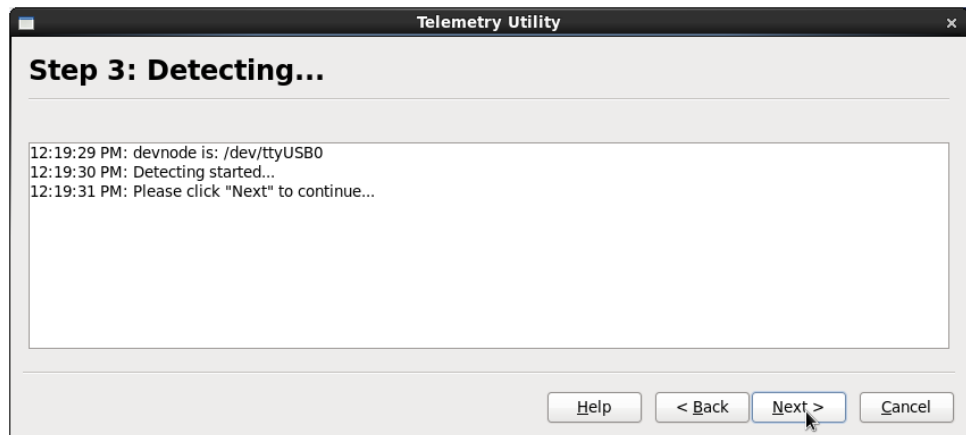 Telemetry Utility
Step 3: Detecting...
12:19:29 PM: devnode is: /dev/ttyUSB0
12:19:30 PM: Detecting started...
12:19:31 PM: Please click "Next" to continue...
Help
< Back
Next >
Cancel